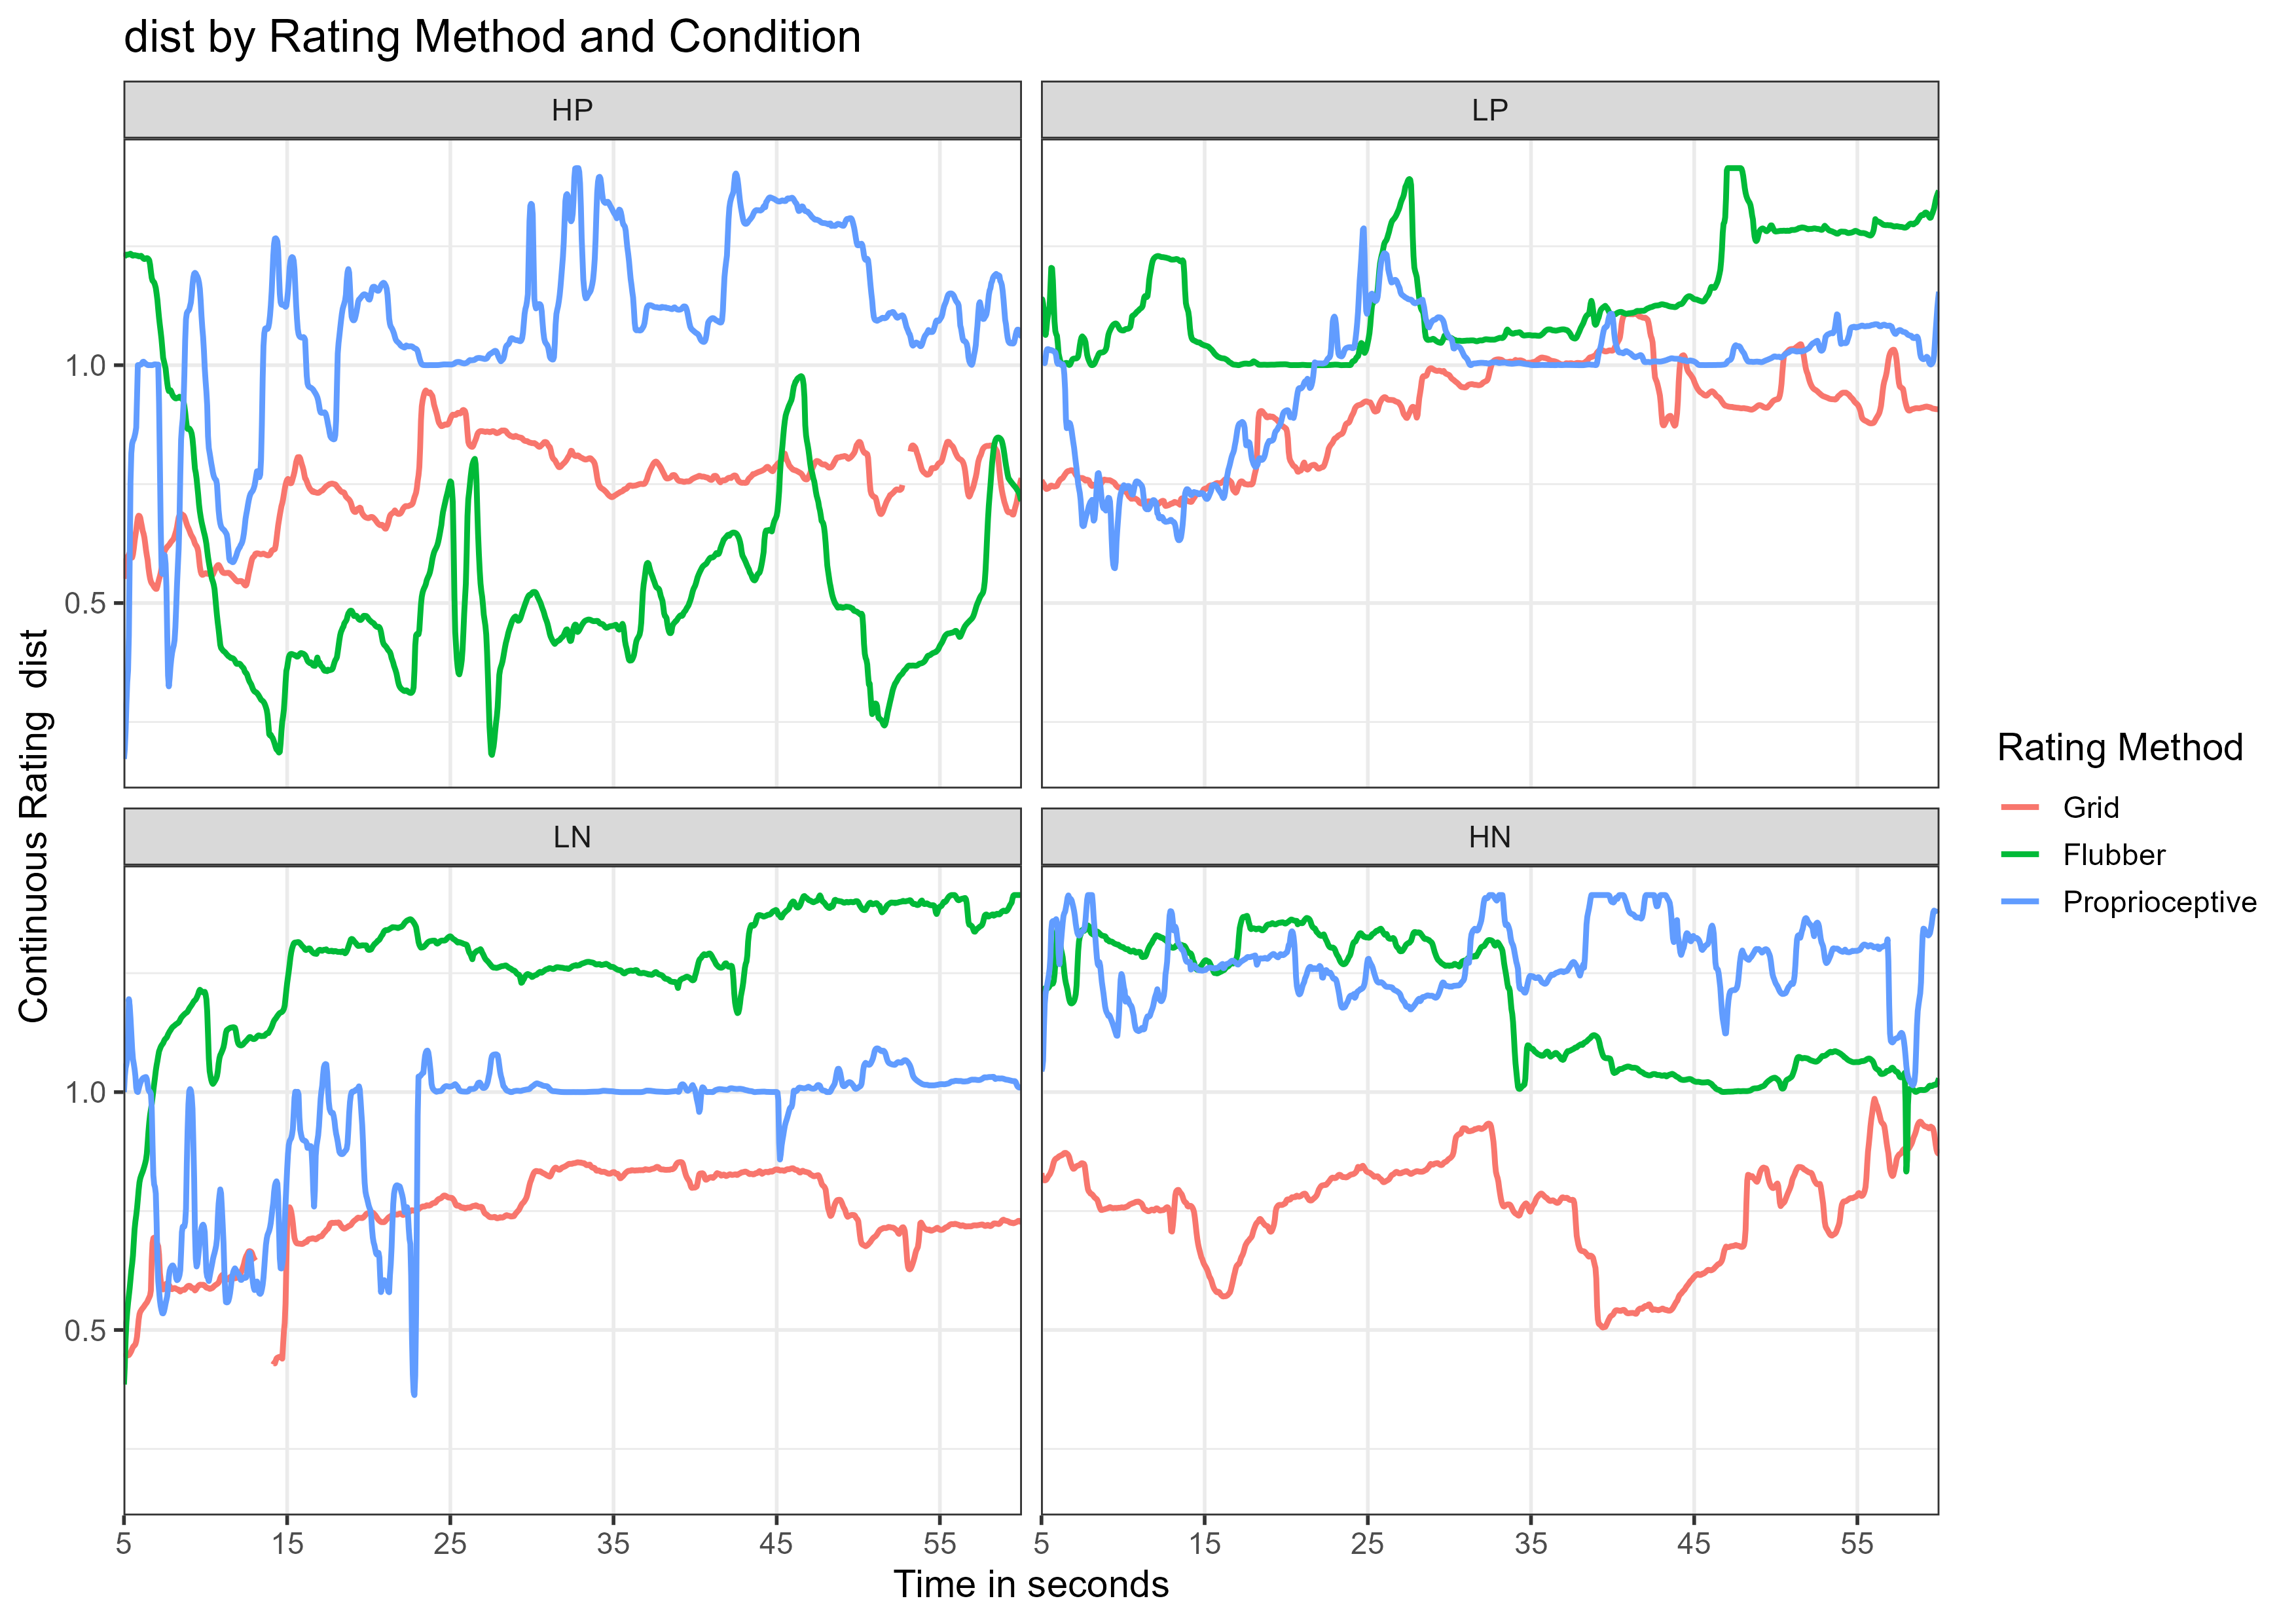 dist by Rating Method and Condition
HP
LP
1.0
0.5
LN
HN
1.0
0.5
5 15 25 35 45 55
5 15 25 35 45 55
Time in seconds
Continuous Rating dist
Rating Method
Grid
Flubber
Proprioceptive